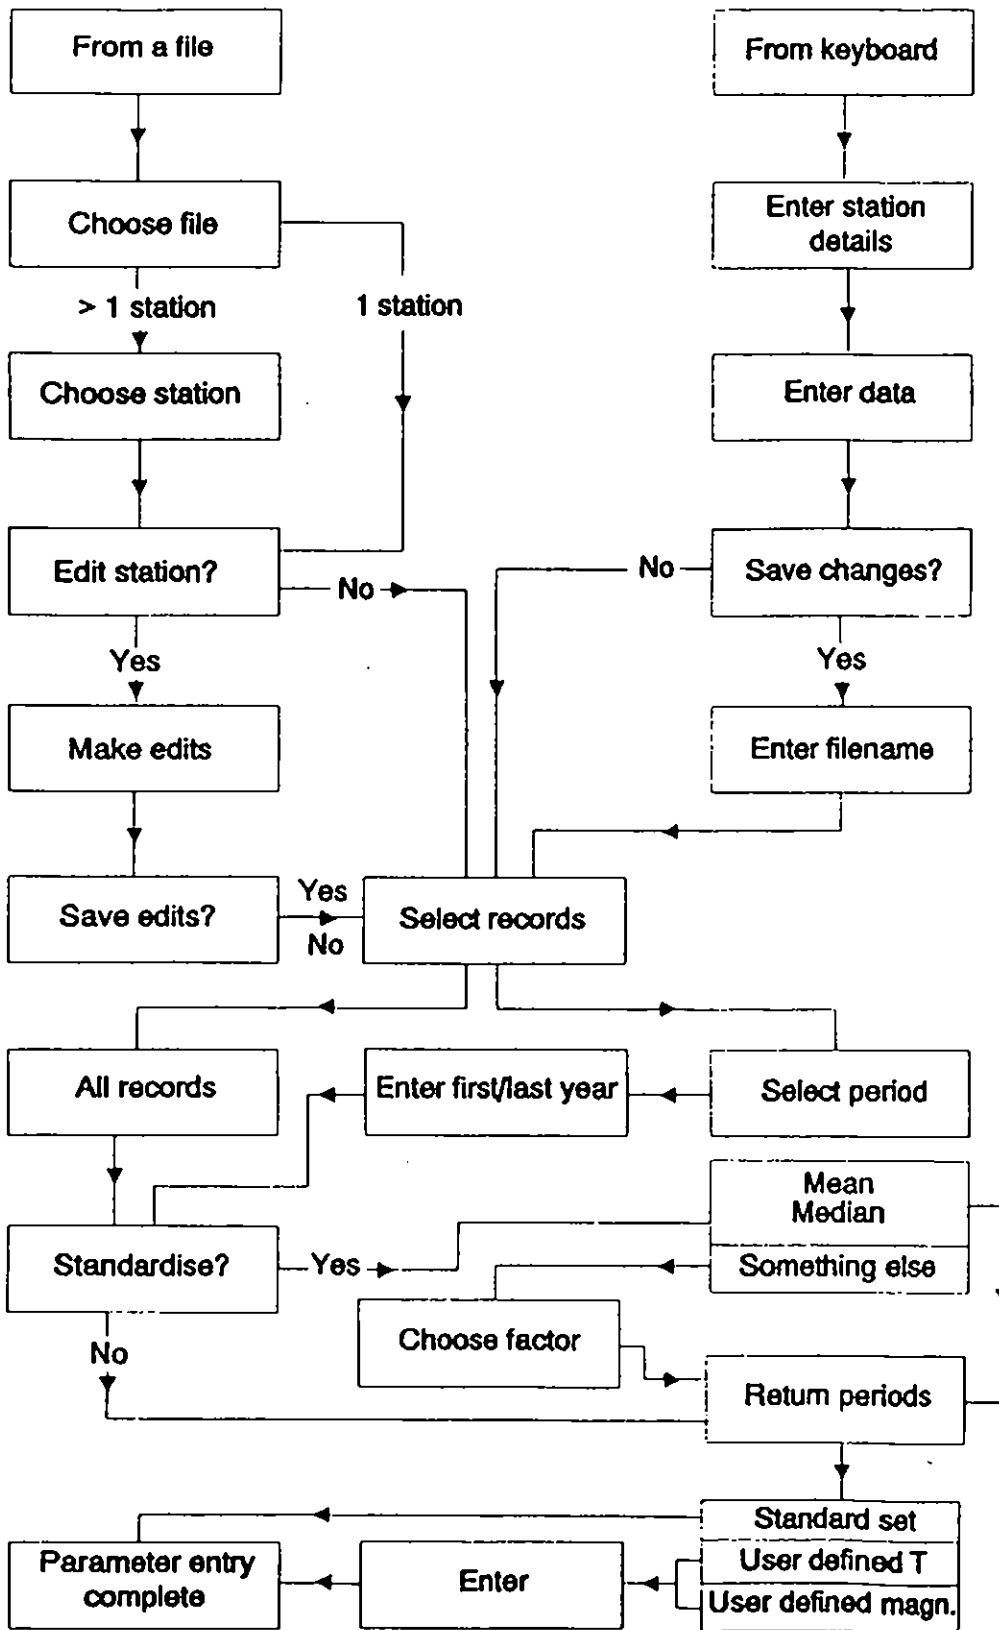 From a file
From keyboard
Choose file
Enter station
details
> 1 station
1 station
Choose station
Enter data
Edit station?
No
No
Save changes?
Yes
Yes
Make edits
Enter filename
Save edits?
Yes
No
Select records
All records
Enter first/last year
Select period
Mean
Median
Standardise?
Yes
Something else
Choose factor
No
Return periods
Standard set
Parameter entry
complete
Enter
User defined T
User defined magn.